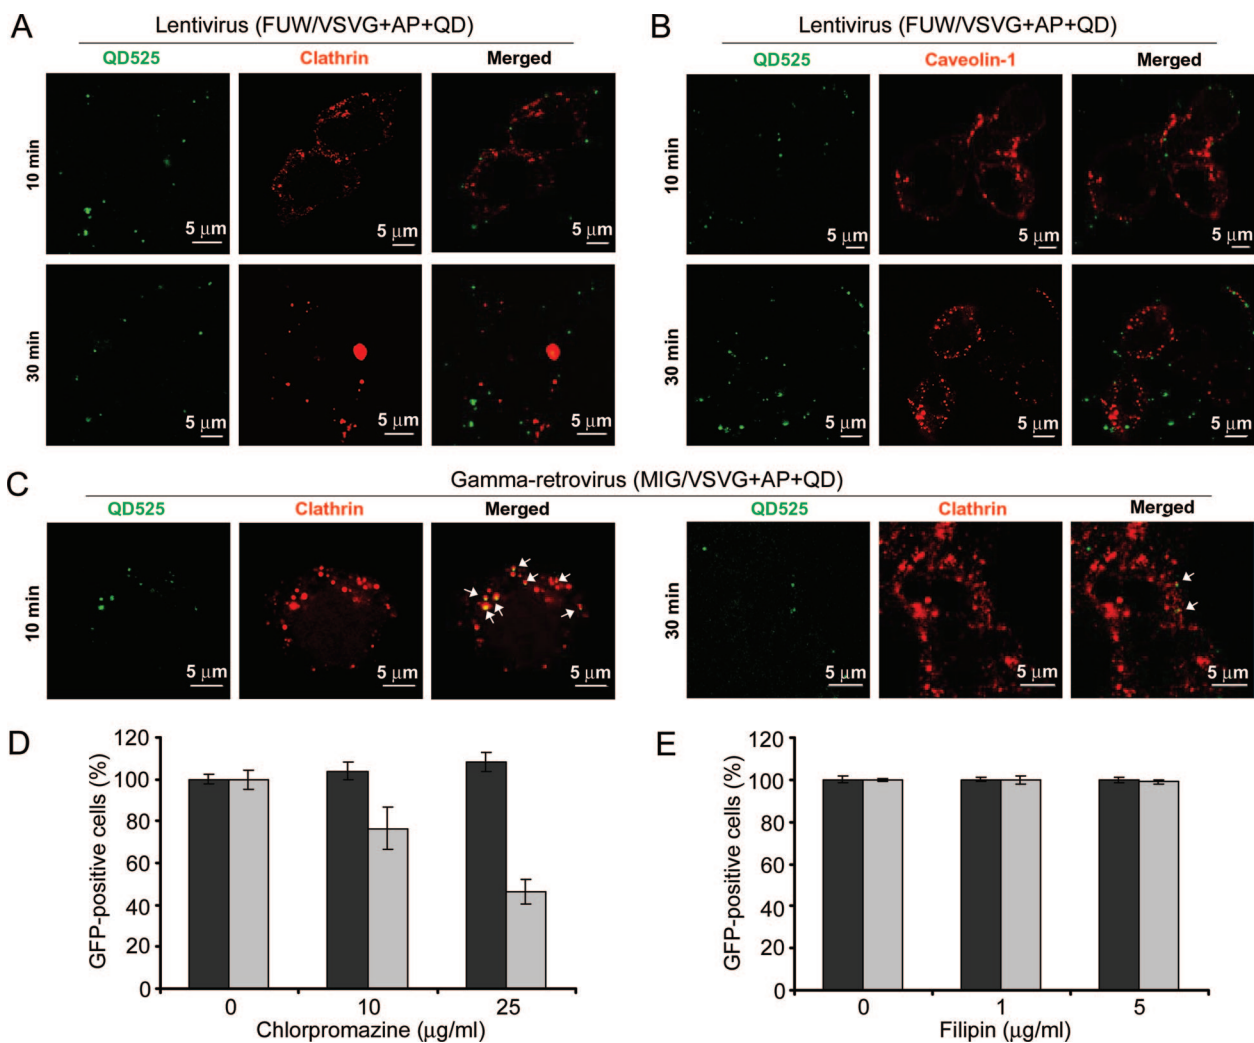 A
Lentivirus (FUW/VSVG+AP+QD)
QD525 Clathrin Merged
10 min
5 μm 5 μm 5 μm
30 min
5 μm 5 μm 5 μm
B
Lentivirus (FUW/VSVG+AP+QD)
QD525 Caveolin-1 Merged
10 min
5 μm 5 μm 5 μm
30 min
5 μm 5 μm 5 μm
C
Gamma-retrovirus (MIG/VSVG+AP+QD)
QD525 Clathrin Merged
10 min
5 μm 5 μm 5 μm
QD525 Clathrin Merged
30 min
5 μm 5 μm 5 μm
D
GFP-positive cells (%)
120
100
80
60
40
20
0
0 10 25
Chlorpromazine (μg/ml)
E
GFP-positive cells (%)
120
100
80
60
40
20
0
0 1 5
Filipin (μg/ml)